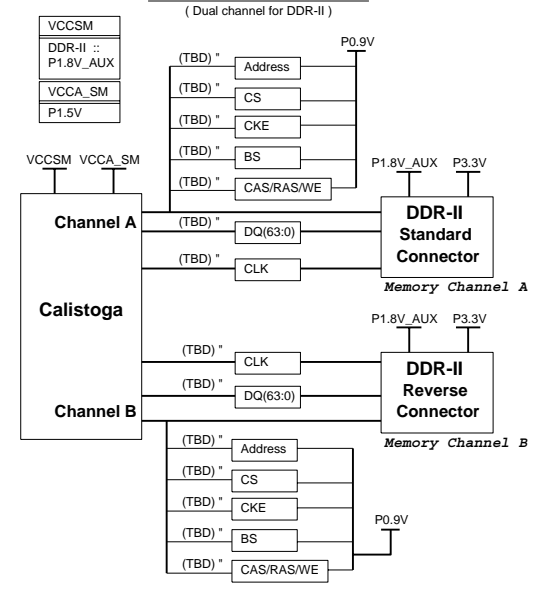 ( Dual channel for DDR-II )
VCCSM
DDR-II ::
P1.8V_AUX
VCCA_SM
P1.5V
P0.9V
(TBD) " Address
(TBD) " CS
(TBD) " CKE
(TBD) " BS
(TBD) " CAS/RAS/WE
VCCSM VCCA_SM
P1.8V_AUX P3.3V
Channel A
(TBD) " DQ(63:0)
(TBD) " CLK
DDR-II
Standard
Connector
Memory Channel A
Calistoga
P1.8V_AUX P3.3V
(TBD) " CLK
(TBD) " DQ(63:0)
Channel B
DDR-II
Reverse
Connector
Memory Channel B
(TBD) " Address
(TBD) " CS
(TBD) " CKE
(TBD) " BS
(TBD) " CAS/RAS/WE
P0.9V